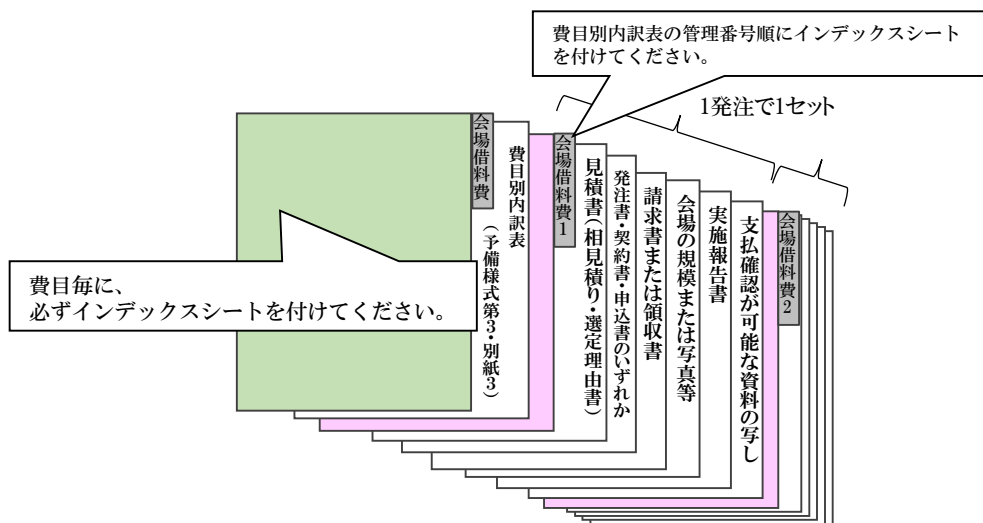 費目別内訳表の管理番号順にインデックスシート
を付けてください。
1発注で1セット
会場借料費
費目別内訳表
(予備様式第3・別紙3)
会場借料費1
見積書(相見積り・選定理由書)
発注書・契約書・申込書のいずれか
請求書または領収書
会場の規模または写真等
実施報告書
支払確認が可能な資料の写し
会場借料費2
費目毎に、
必ずインデックスシートを付けてください。